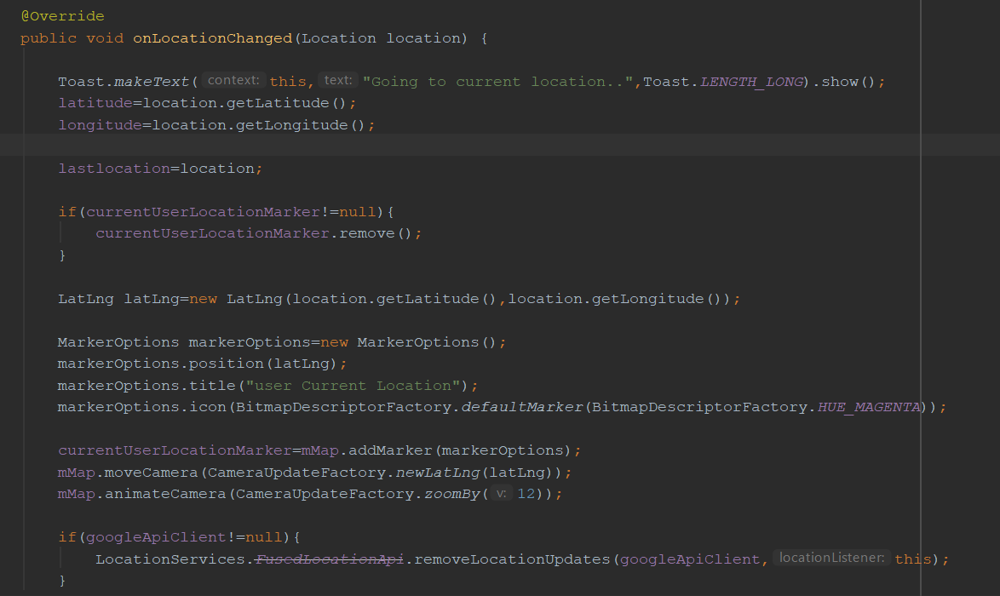 @Override
public void onLocationChanged(Location location) {
Toast.makeText( context: this, text: "Going to current location..",Toast.LENGTH_LONG).show();
latitude=location.getLatitude();
longitude=location.getLongitude();
lastlocation=location;
if(currentUserLocationMarker!=null){
currentUserLocationMarker.remove();
}
LatLng latLng=new LatLng(location.getLatitude(),location.getLongitude());
MarkerOptions markerOptions=new MarkerOptions();
markerOptions.position(latLng);
markerOptions.title("user Current Location");
markerOptions.icon(BitmapDescriptorFactory.defaultMarker(BitmapDescriptorFactory.HUE_MAGENTA));
currentUserLocationMarker=mMap.addMarker(markerOptions);
mMap.moveCamera(CameraUpdateFactory.newLatLng(latLng));
mMap.animateCamera(CameraUpdateFactory.zoomBy( v: 12));
if(googleApiClient!=null){
LocationServices.FusedLocationApi.removeLocationUpdates(googleApiClient, locationListener: this);
}